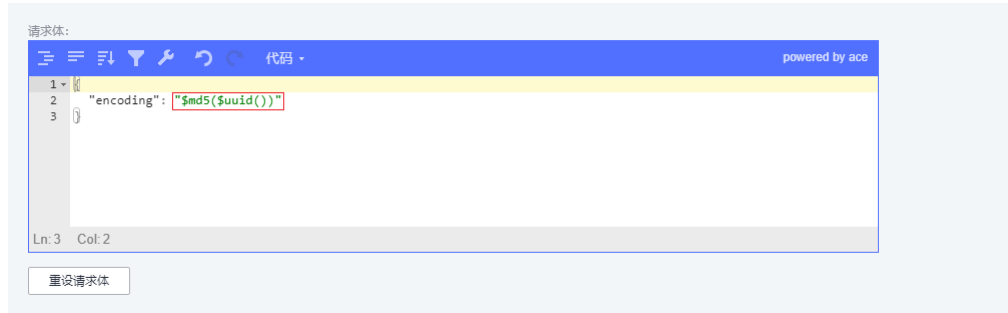 请求体:
代码 powered by ace
1 {
2 "encoding": "$md5($uuid())"
3 }
Ln: 3 Col: 2
重设请求体